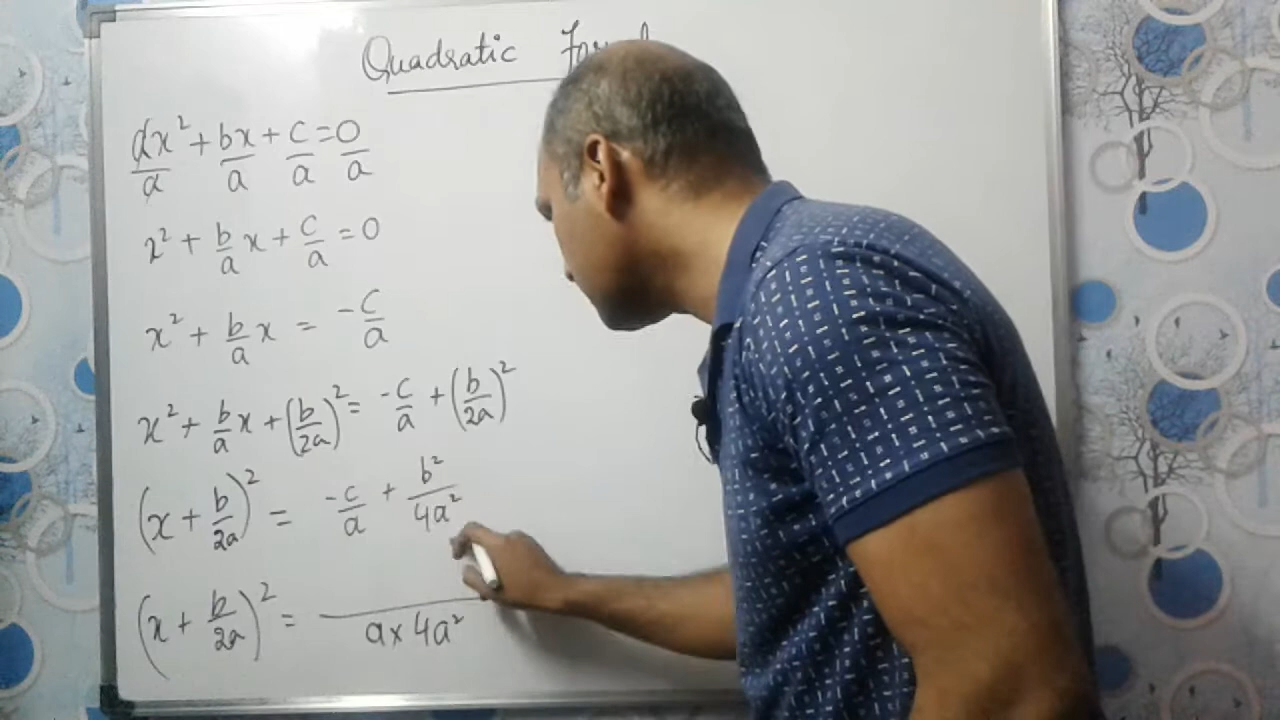 Quadratic
ax²/a + bx/a + c/a = 0/a
x² + b/a x + c/a = 0
x² + b/a x = -c/a
x² + b/a x + (b/2a)² = -c/a + (b/2a)²
(x + b/2a)² = -c/a + b²/4a²
(x + b/2a)² = /a × 4a²